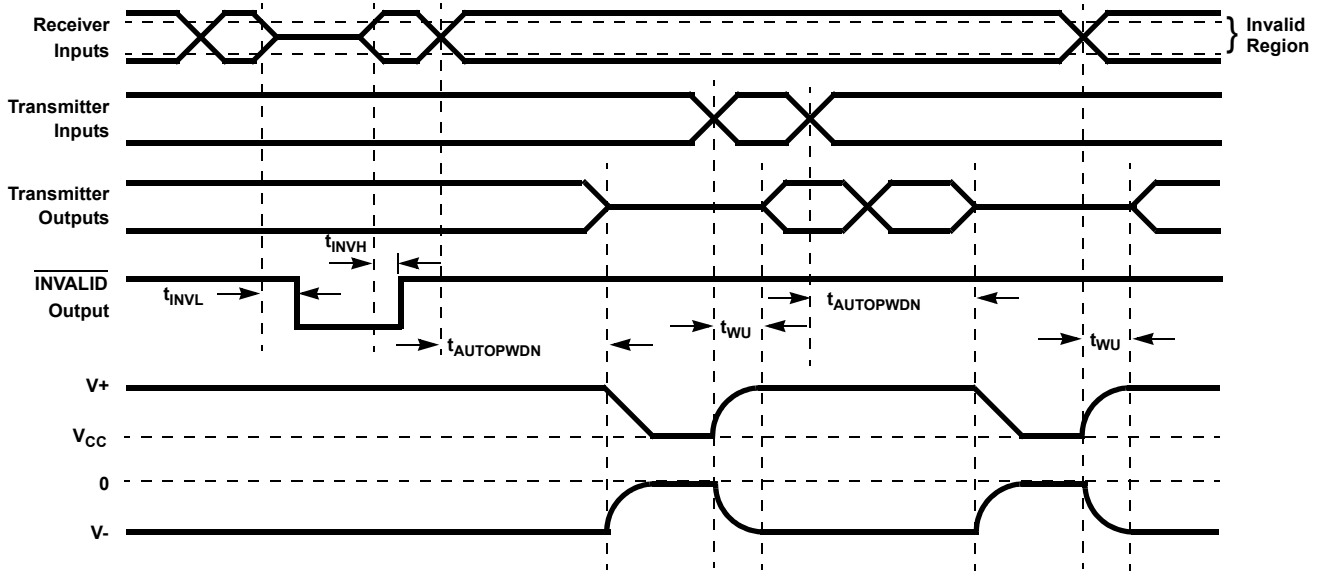 Receiver
Inputs
} Invalid
Region
Transmitter
Inputs
Transmitter
Outputs
tINVH
INVALID
Output
tINVL
tAUTOPWDN
tWU
tAUTOPWDN
tWU
V+
VCC
0
V-